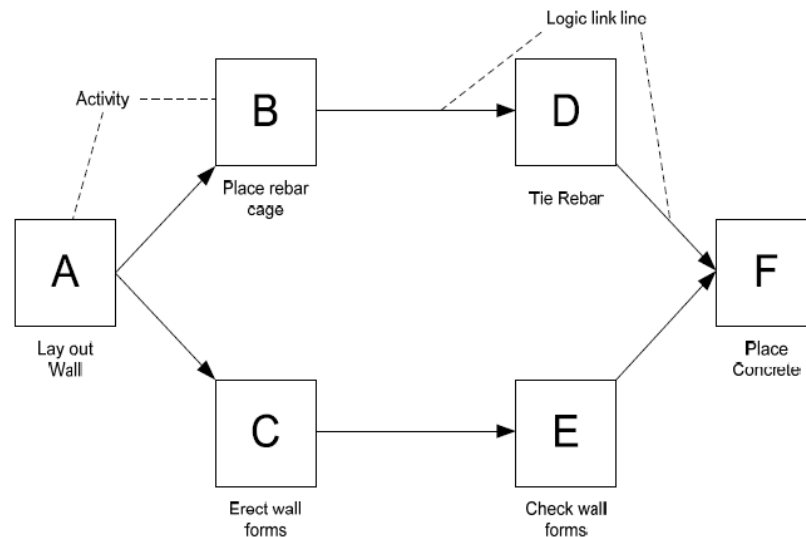 Logic link line
Activity
B
D
Place rebar
cage
Tie Rebar
A
F
Lay out
Wall
Place
Concrete
C
E
Erect wall
forms
Check wall
forms